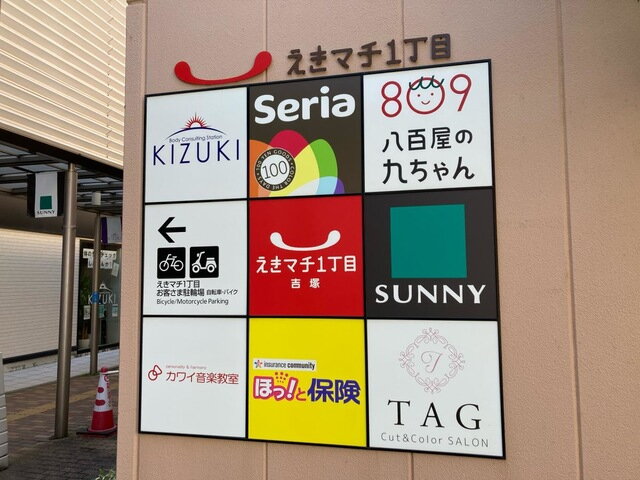 えきマチ1丁目
Body Consulting Station
KIZUKI
Seria
100
809
八百屋の
九ちゃん
えきマチ1丁目
お客さま駐輪場 自転車・バイク
Bicycle/Motorcycle Parking
えきマチ1丁目
吉塚
SUNNY
カワイ音楽教室
insurance community
ほっ!と保険
T
TAG
Cut&Color SALON
SUNNY
KIZUKI